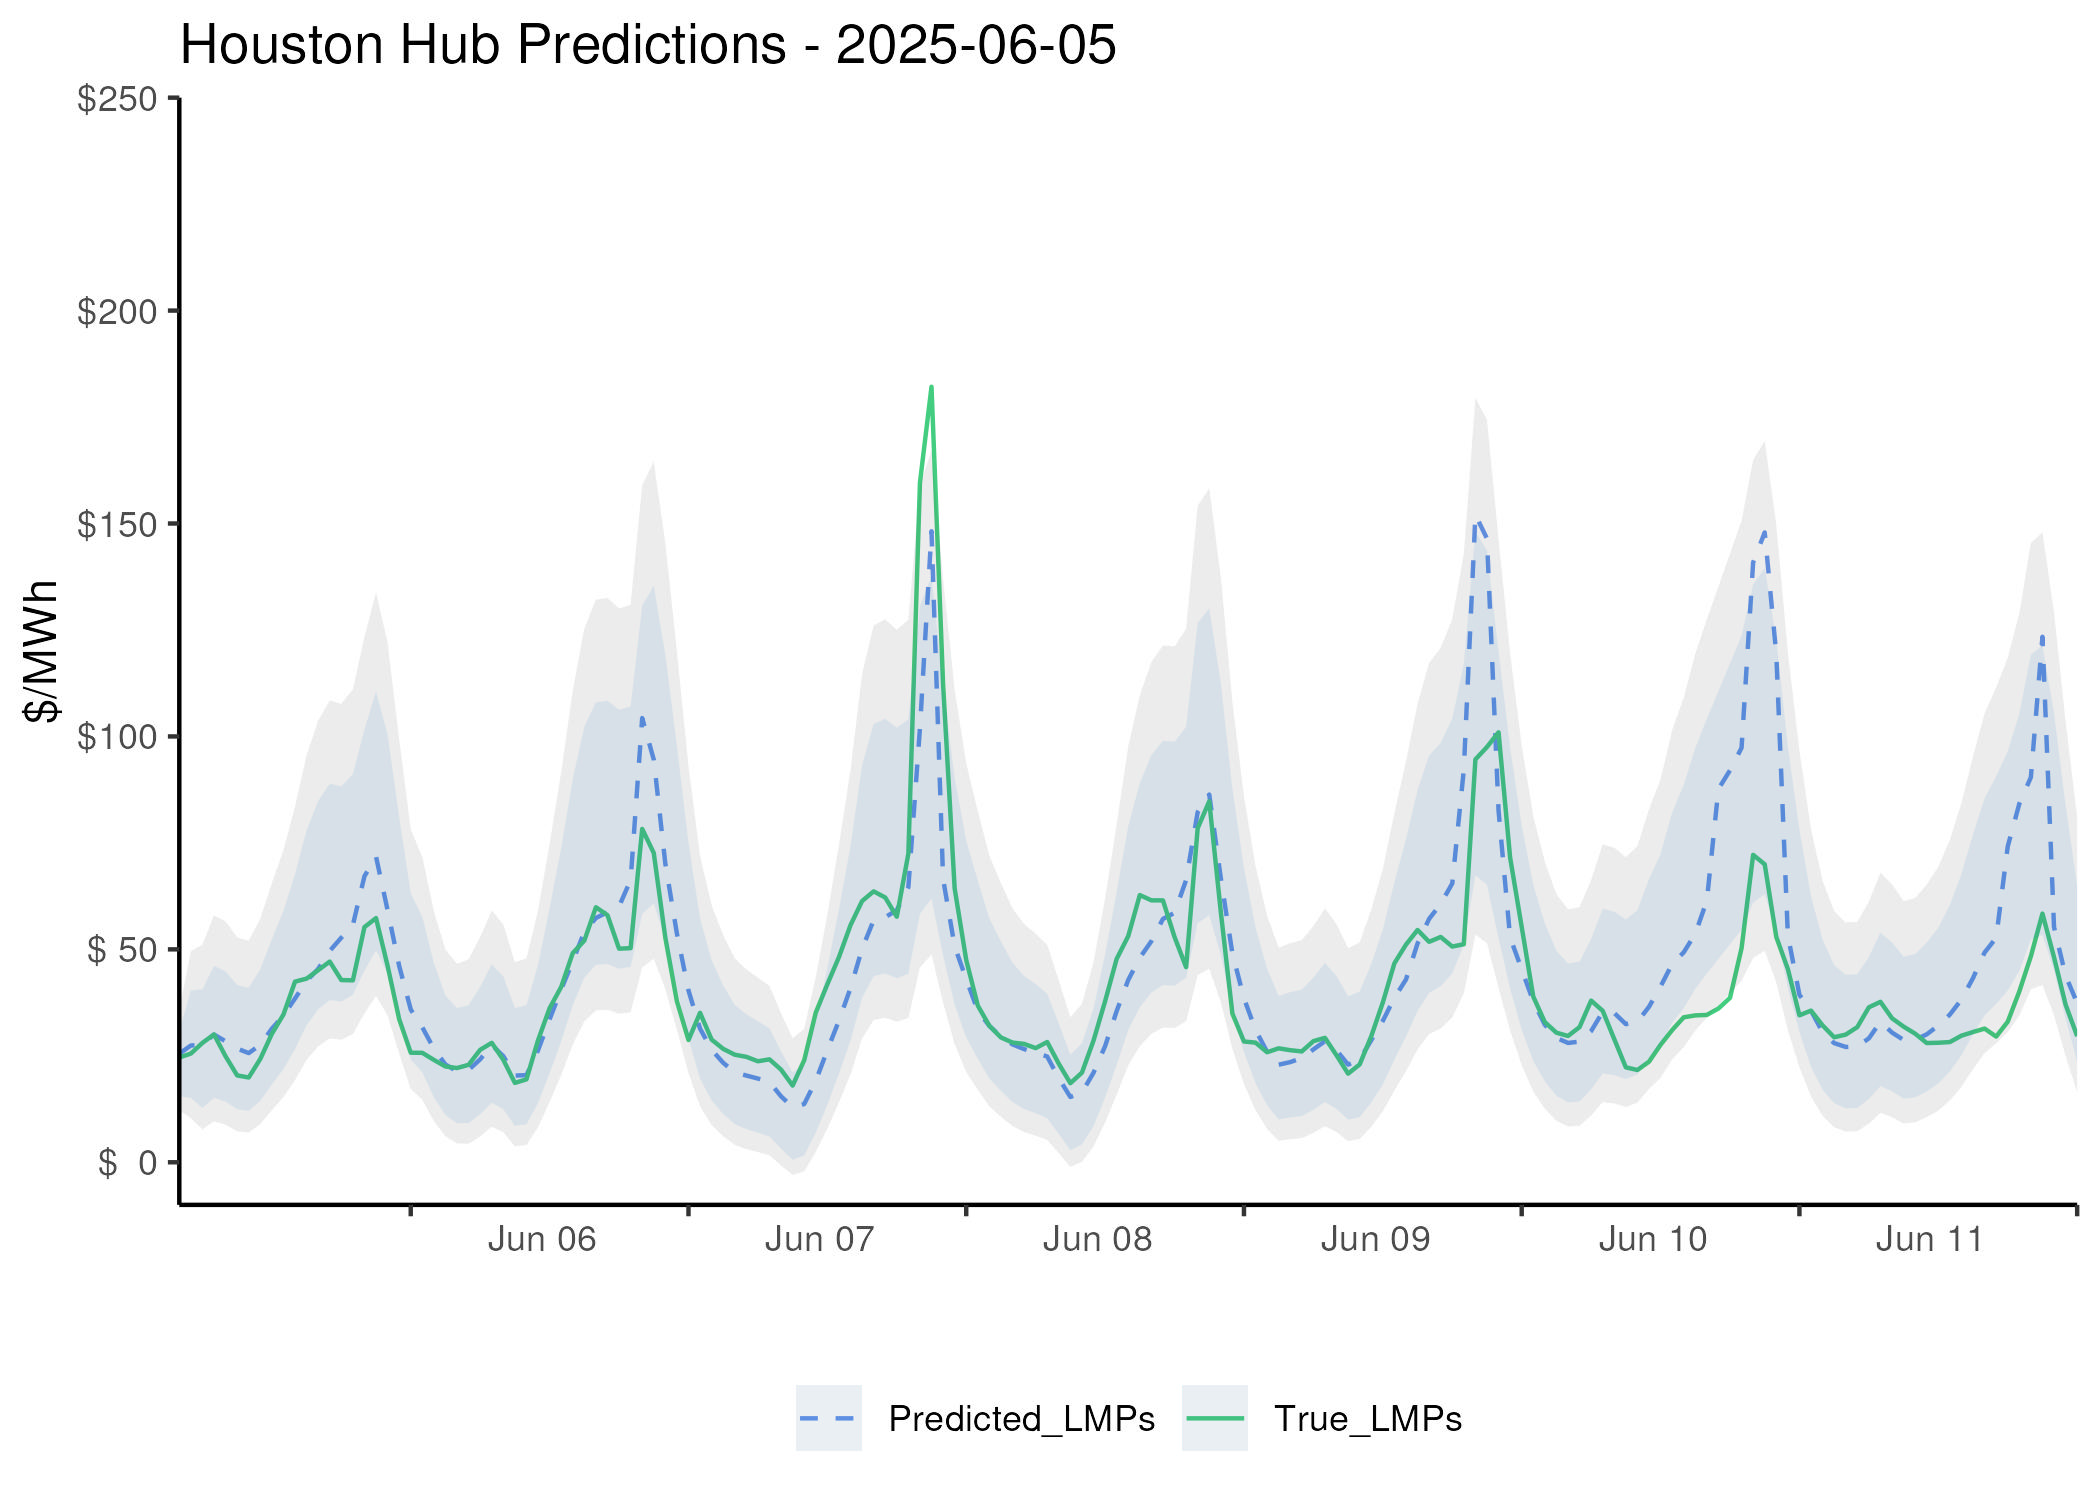 Houston Hub Predictions - 2025-06-05
$250
$200
$150
$100
$ 50
$ 0
$/MWh
Jun 06
Jun 07
Jun 08
Jun 09
Jun 10
Jun 11
Predicted_LMPs
True_LMPs